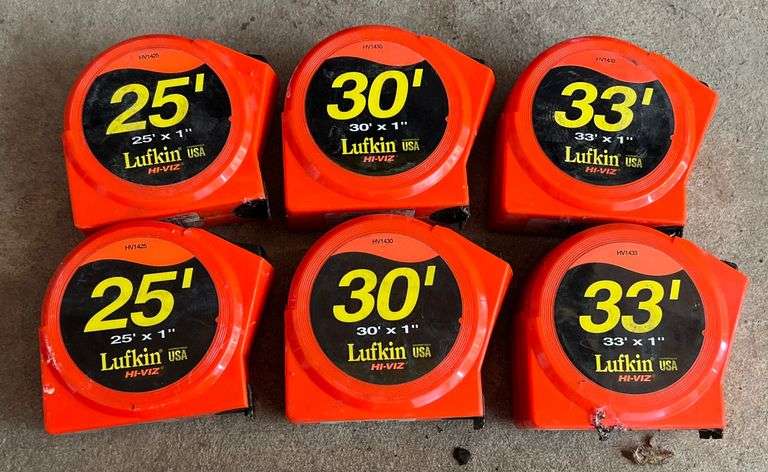 HV1425
25'
25' x 1"
Lufkin USA
HI-VIZ
HV1430
30'
30' x 1"
Lufkin USA
HI-VIZ
33'
33' x 1"
Lufkin USA
HI-VIZ
HV1425
25'
25' x 1"
Lufkin USA
HI-VIZ
HV1430
30'
30' x 1"
Lufkin USA
HI-VIZ
HV1433
33'
33' x 1"
Lufkin USA
HI-VIZ